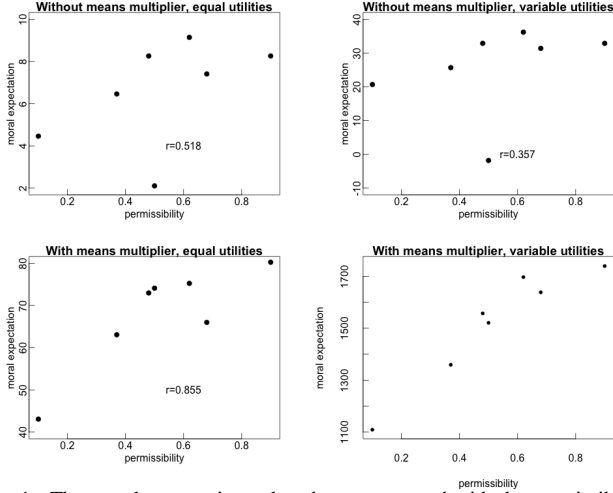 Without means multiplier, equal utilities
moral expectation
10
8
6
4
2
r=0.518
0.2 0.4 0.6 0.8
permissibility
Without means multiplier, variable utilities
moral expectation
40
30
20
10
0
-10
r=0.357
0.2 0.4 0.6 0.8
permissibility
With means multiplier, equal utilities
moral expectation
80
70
60
50
40
r=0.855
0.2 0.4 0.6 0.8
permissibility
With means multiplier, variable utilities
moral expectation
1700
1500
1300
1100
0.2 0.4 0.6 0.8
permissibility